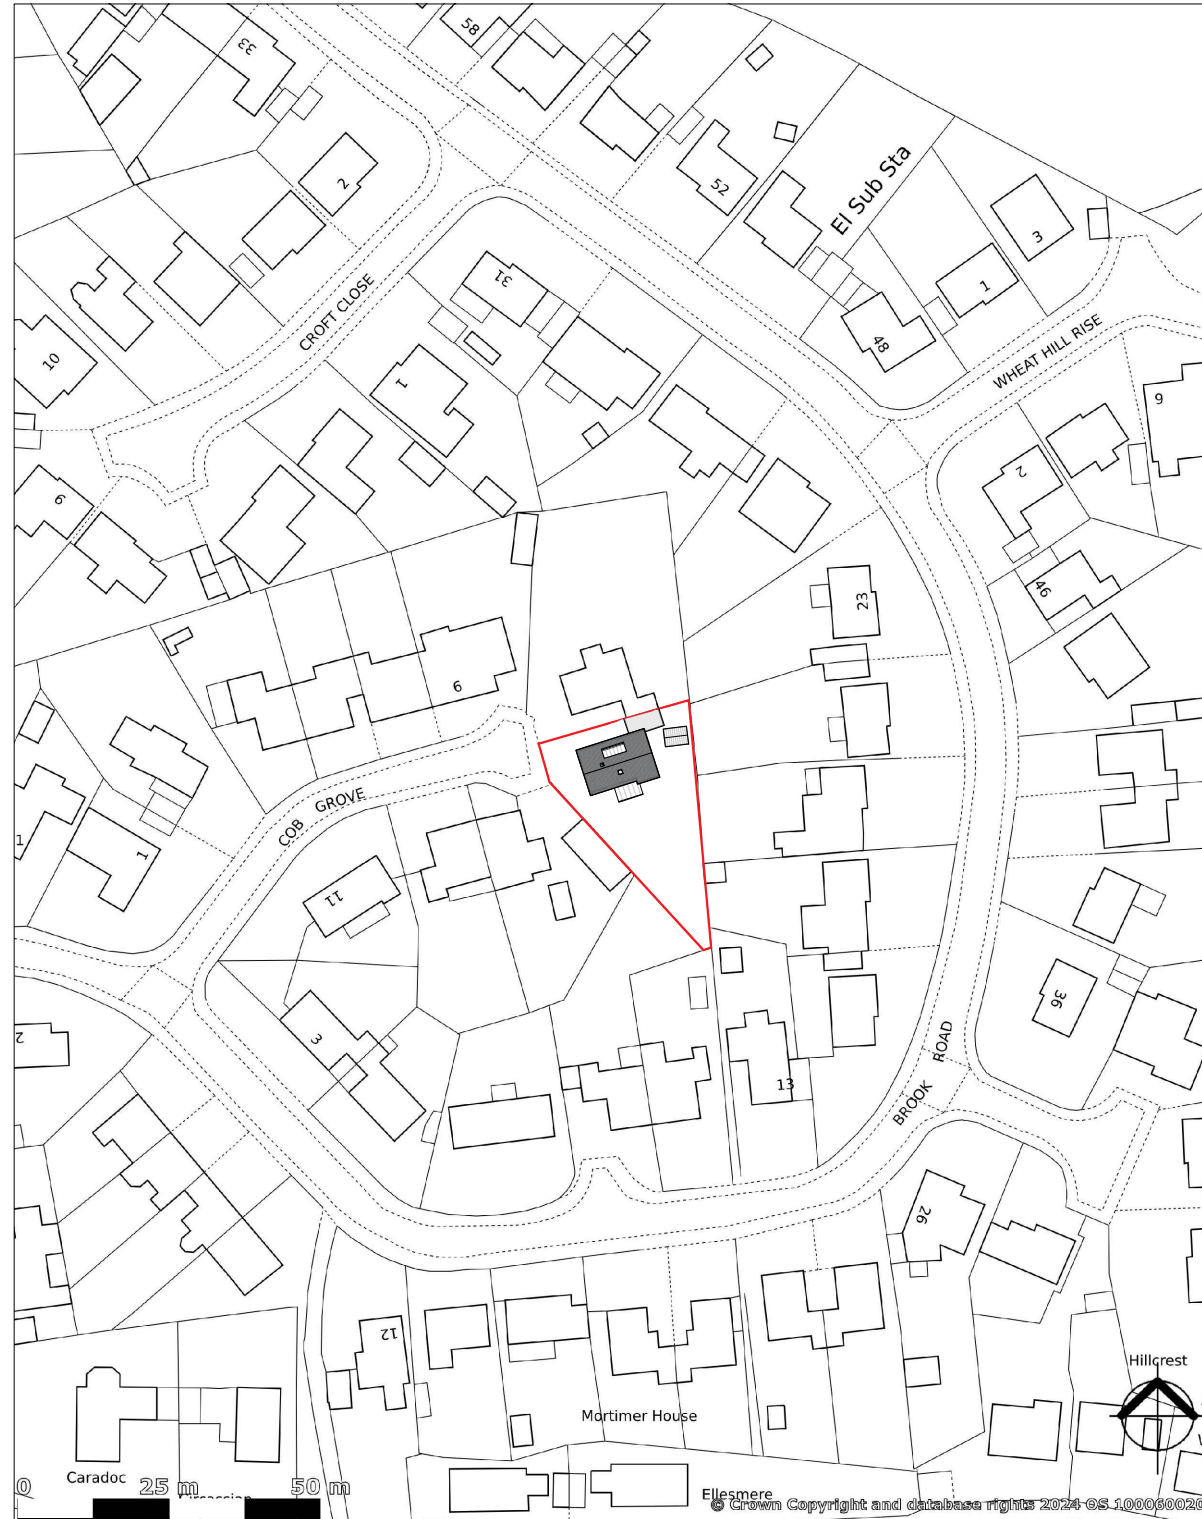 58
33
2
52
El Sub Sta
3
1
31
48
CROFT CLOSE
WHEAT HILL RISE
10
1
6
2
9
23
46
6
COB GROVE
1
1
11
36
2
3
BROOK ROAD
13
26
12
Hillcrest
Mortimer House
Caradoc
Ellesmere
0 25 m 50 m
© Crown Copyright and database rights 2024 OS 100060020